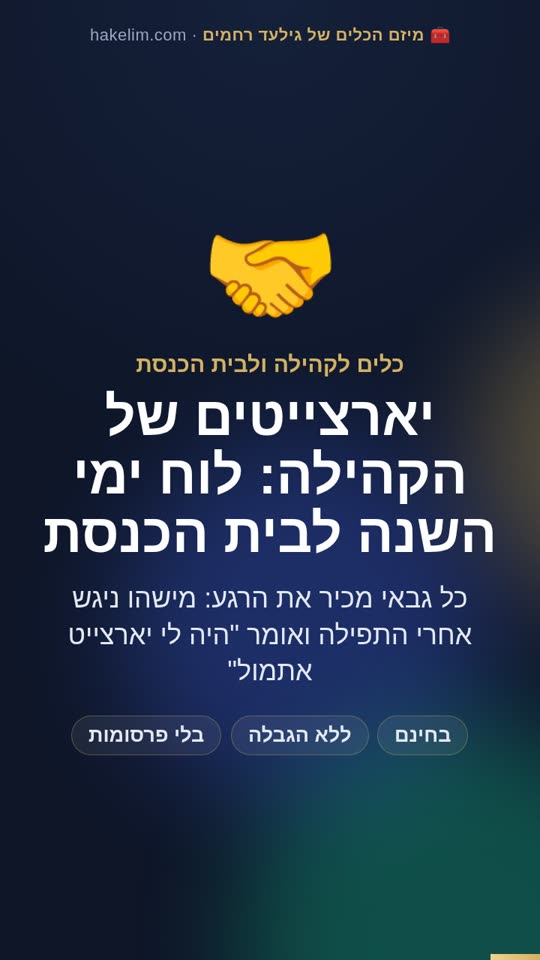 🧰 מיזם הכלים של גילעד רחמים · hakelim.com
כלים לקהילה ולבית הכנסת
יארצייטים של
הקהילה: לוח ימי
השנה לבית הכנסת
כל גבאי מכיר את הרגע: מישהו ניגש
אחרי התפילה ואומר "היה לי יארצייט
אתמול"
בחינם
ללא הגבלה
בלי פרסומות